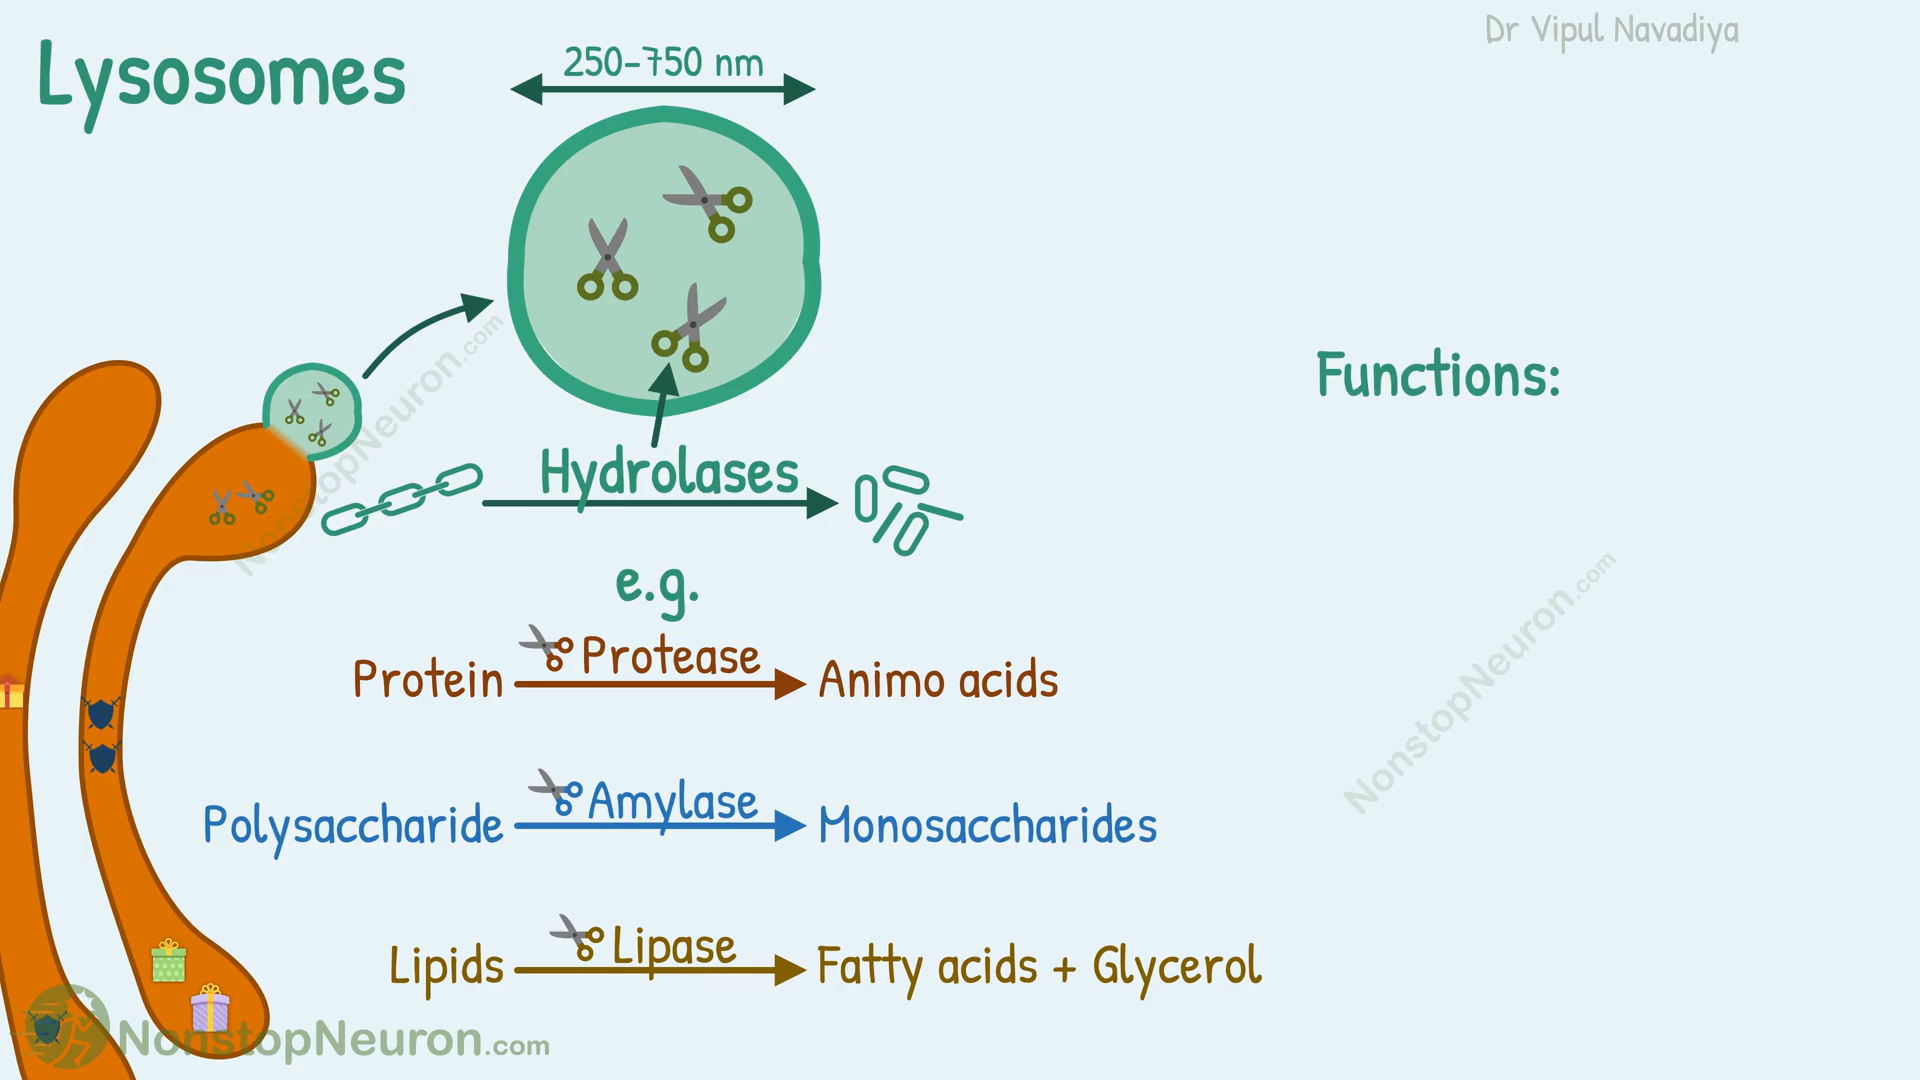 Dr Vipul Navadiya
Lysosomes
250-750 nm
NonstopNeuron.com
Functions:
Hydrolases
e.g.
Protein Protease Animo acids
Polysaccharide Amylase Monosaccharides
Lipids Lipase Fatty acids + Glycerol
NonstopNeuron.com
NonstopNeuron.com